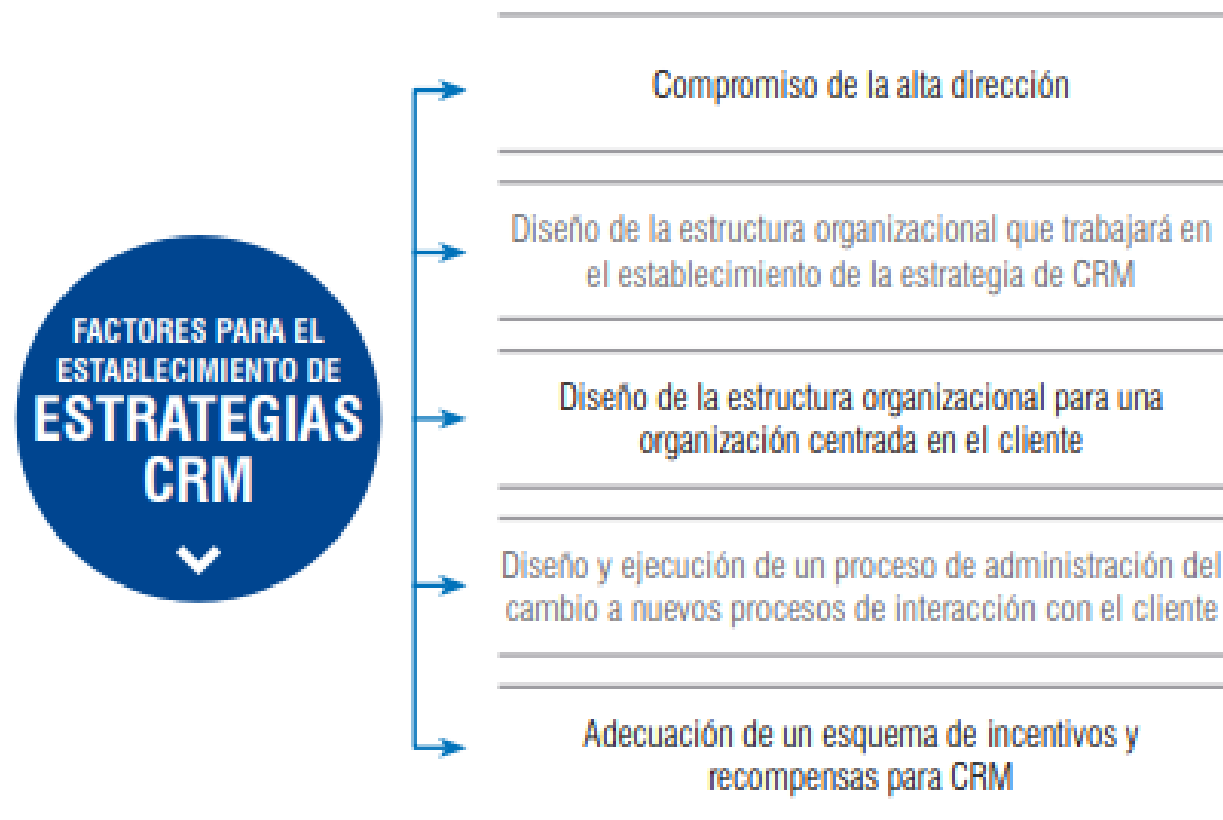 FACTORES PARA EL
ESTABLECIMIENTO DE
ESTRATEGIAS
CRM
Compromiso de la alta dirección
Diseño de la estructura organizacional que trabajará en
el establecimiento de la estrategia de CRM
Diseño de la estructura organizacional para una
organización centrada en el cliente
Diseño y ejecución de un proceso de administración del
cambio a nuevos procesos de interacción con el cliente
Adecuación de un esquema de incentivos y
recompensas para CRM